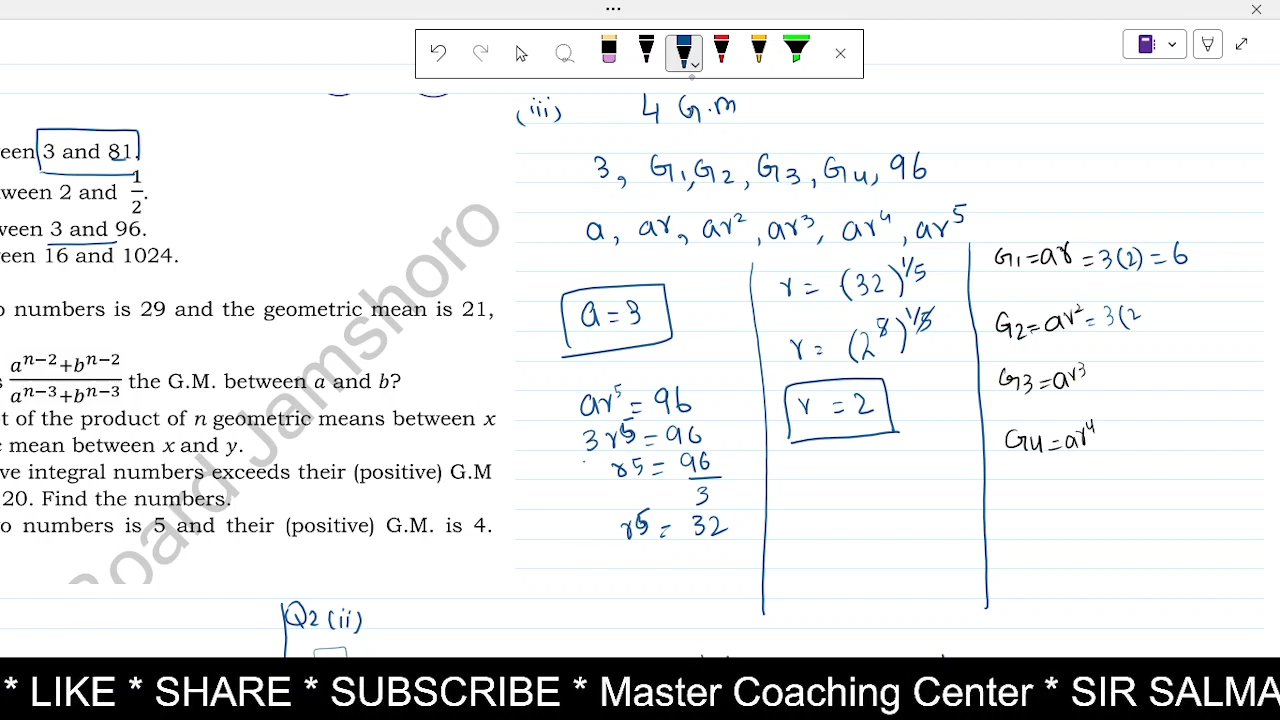 een 3 and 81.
ween 2 and 1/2.
ween 3 and 96.
een 16 and 1024.
o numbers is 29 and the geometric mean is 21,
s (aⁿ⁻²+bⁿ⁻²)/(aⁿ⁻³+bⁿ⁻³) the G.M. between a and b?
t of the product of n geometric means between x
c mean between x and y.
ve integral numbers exceeds their (positive) G.M
20. Find the numbers.
o numbers is 5 and their (positive) G.M. is 4.
Board Jamshoro
Q2 (ii)
(iii) 4 G.M
3, G₁, G₂, G₃, G₄, 96
a, ar, ar², ar³, ar⁴, ar⁵
a = 3
ar⁵ = 96
3r⁵ = 96
r⁵ = 96/3
r⁵ = 32
r = (32)^1/5
r = (2^8)^1/5
r = 2
G₁ = ar = 3(2) = 6
G₂ = ar² = 3(2
G₃ = ar³
G₄ = ar⁴
* LIKE * SHARE * SUBSCRIBE * Master Coaching Center * SIR SALMA